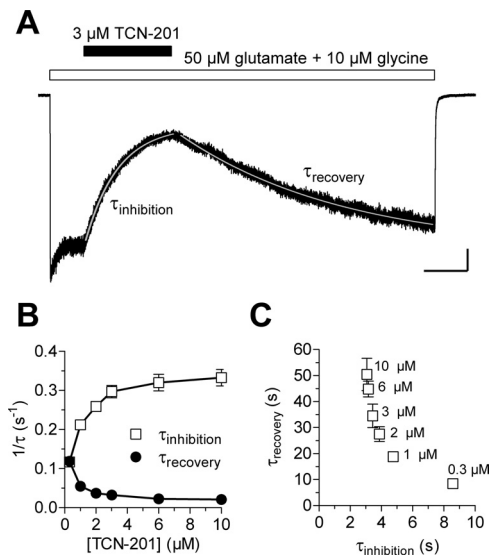 A
3 μM TCN-201
50 μM glutamate + 10 μM glycine
τinhibition
τrecovery
B
1/τ (s-1)
0.4
0.3
0.2
0.1
0.0
τinhibition
τrecovery
0 2 4 6 8 10
[TCN-201] (μM)
C
τrecovery (s)
60
50
40
30
20
10
0
10 μM
6 μM
3 μM
2 μM
1 μM
0.3 μM
0 2 4 6 8 10
τinhibition (s)